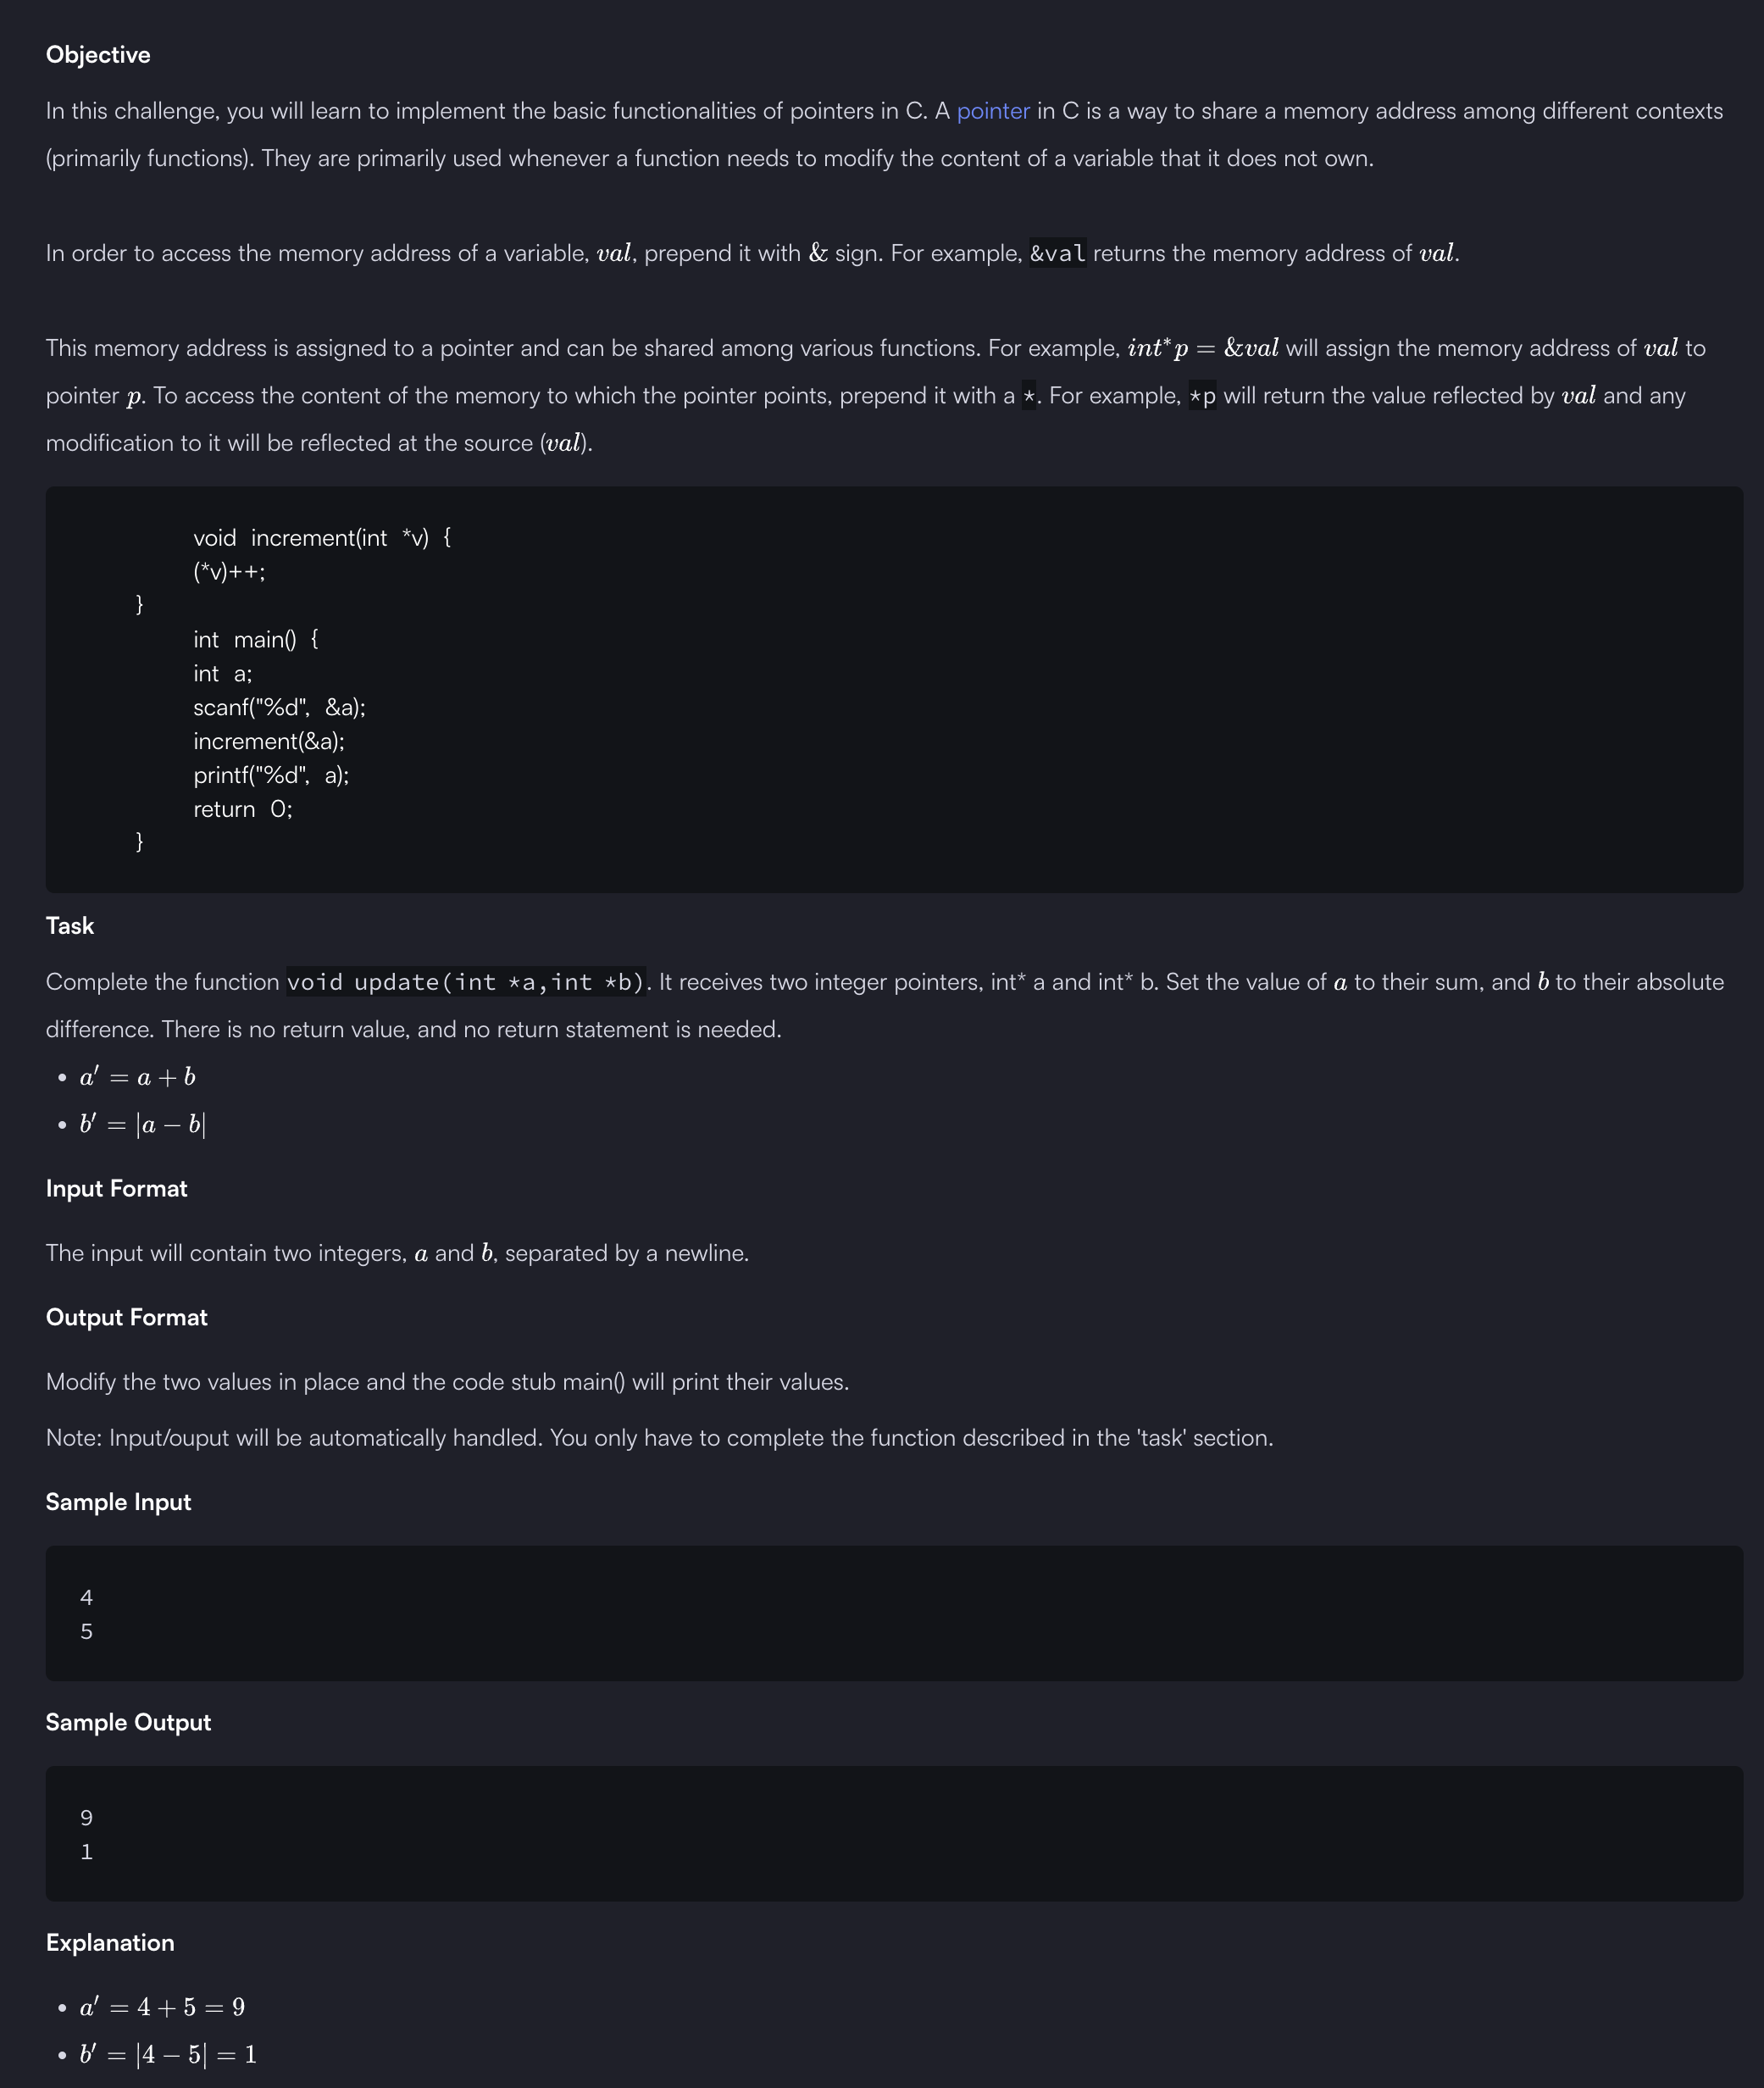 Objective
In this challenge, you will learn to implement the basic functionalities of pointers in C. A pointer in C is a way to share a memory address among different contexts
(primarily functions). They are primarily used whenever a function needs to modify the content of a variable that it does not own.
In order to access the memory address of a variable, val, prepend it with & sign. For example, &val returns the memory address of val.
This memory address is assigned to a pointer and can be shared among various functions. For example, int* p = &val will assign the memory address of val to
pointer p. To access the content of the memory to which the pointer points, prepend it with a *. For example, *p will return the value reflected by val and any
modification to it will be reflected at the source (val).
void increment(int *v) {
(*v)++;
}
int main() {
int a;
scanf("%d", &a);
increment(&a);
printf("%d", a);
return 0;
}
Task
Complete the function void update(int *a,int *b). It receives two integer pointers, int* a and int* b. Set the value of a to their sum, and b to their absolute
difference. There is no return value, and no return statement is needed.
• a′ = a + b
• b′ = |a − b|
Input Format
The input will contain two integers, a and b, separated by a newline.
Output Format
Modify the two values in place and the code stub main() will print their values.
Note: Input/ouput will be automatically handled. You only have to complete the function described in the 'task' section.
Sample Input
4
5
Sample Output
9
1
Explanation
• a′ = 4 + 5 = 9
• b′ = |4 − 5| = 1